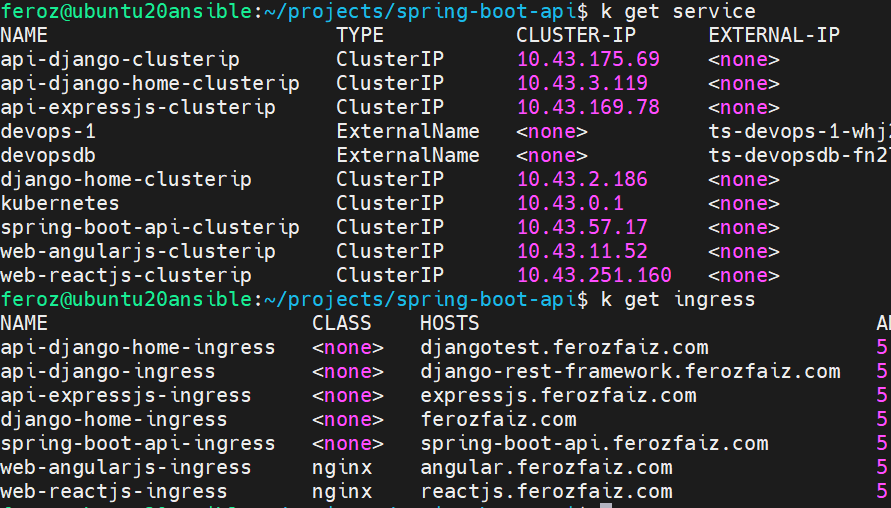 feroz@ubuntu20ansible:~/projects/spring-boot-api$ k get service
NAME TYPE CLUSTER-IP EXTERNAL-IP
api-django-clusterip ClusterIP 10.43.175.69 <none>
api-django-home-clusterip ClusterIP 10.43.3.119 <none>
api-expressjs-clusterip ClusterIP 10.43.169.78 <none>
devops-1 ExternalName <none> ts-devops-1-whj
devopsdb ExternalName <none> ts-devopsdb-fn2
django-home-clusterip ClusterIP 10.43.2.186 <none>
kubernetes ClusterIP 10.43.0.1 <none>
spring-boot-api-clusterip ClusterIP 10.43.57.17 <none>
web-angularjs-clusterip ClusterIP 10.43.11.52 <none>
web-reactjs-clusterip ClusterIP 10.43.251.160 <none>
feroz@ubuntu20ansible:~/projects/spring-boot-api$ k get ingress
NAME CLASS HOSTS
api-django-home-ingress <none> djangotest.ferozfaiz.com 5
api-django-ingress <none> django-rest-framework.ferozfaiz.com 5
api-expressjs-ingress <none> expressjs.ferozfaiz.com 5
django-home-ingress <none> ferozfaiz.com 5
spring-boot-api-ingress <none> spring-boot-api.ferozfaiz.com 5
web-angularjs-ingress nginx angular.ferozfaiz.com 5
web-reactjs-ingress nginx reactjs.ferozfaiz.com 5